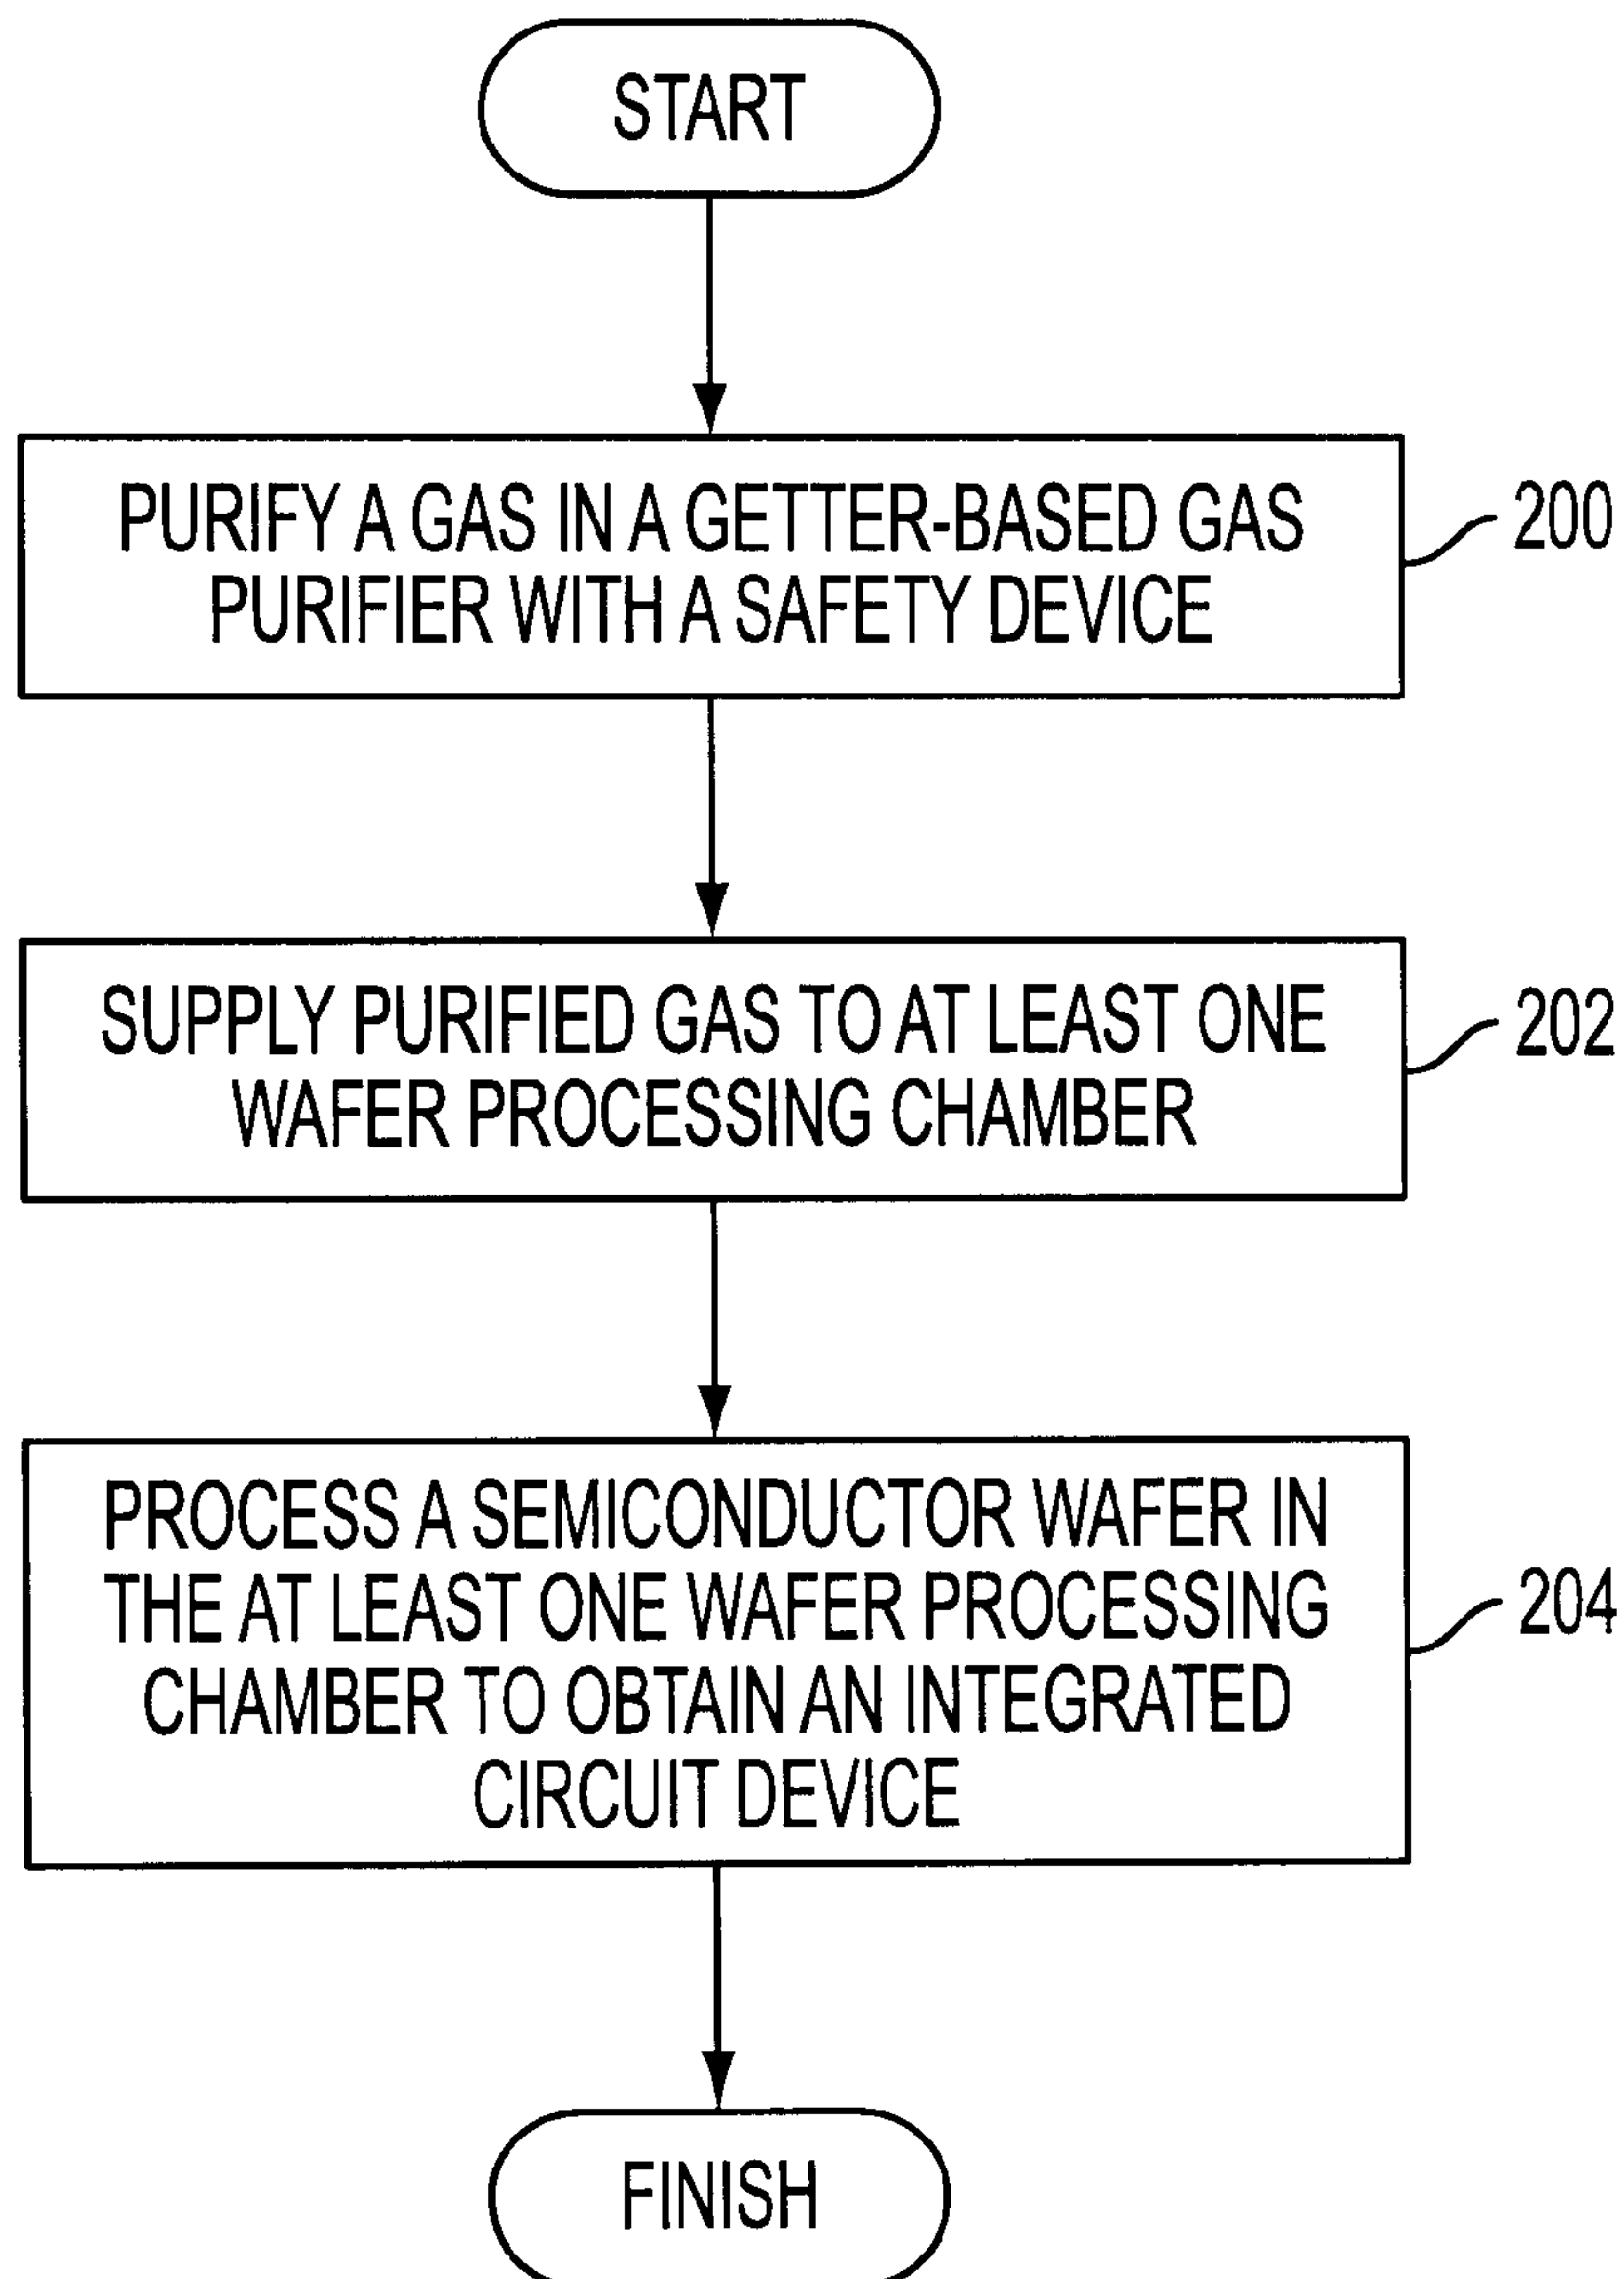 START
PURIFY A GAS IN A GETTER-BASED GAS
PURIFIER WITH A SAFETY DEVICE
200
SUPPLY PURIFIED GAS TO AT LEAST ONE
WAFER PROCESSING CHAMBER
202
PROCESS A SEMICONDUCTOR WAFER IN
THE AT LEAST ONE WAFER PROCESSING
CHAMBER TO OBTAIN AN INTEGRATED
CIRCUIT DEVICE
204
FINISH